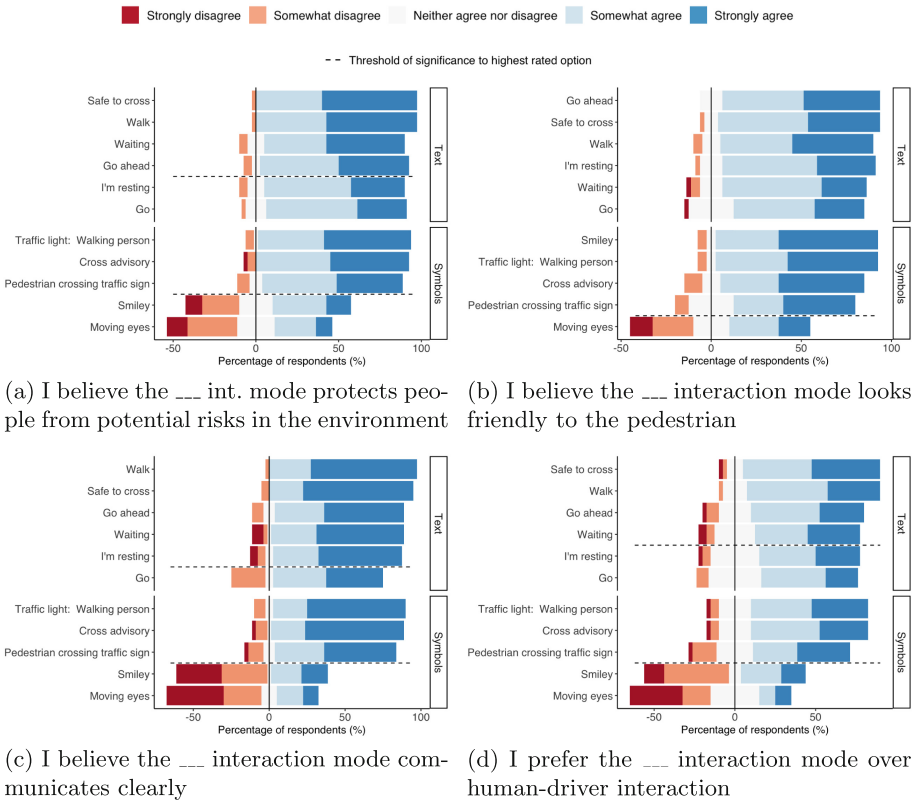 Strongly disagree Somewhat disagree Neither agree nor disagree Somewhat agree Strongly agree
Threshold of significance to highest rated option
Safe to cross
Walk
Waiting
Go ahead
I'm resting
Go
Text
Traffic light: Walking person
Cross advisory
Pedestrian crossing traffic sign
Smiley
Moving eyes
Symbols
-50 0 50 100
Percentage of respondents (%)
(a) I believe the ___ int. mode protects peo-
ple from potential risks in the environment
Go ahead
Safe to cross
Walk
I'm resting
Waiting
Go
Text
Smiley
Traffic light: Walking person
Cross advisory
Pedestrian crossing traffic sign
Moving eyes
Symbols
-50 0 50 100
Percentage of respondents (%)
(b) I believe the ___ interaction mode looks
friendly to the pedestrian
Walk
Safe to cross
Go ahead
Waiting
I'm resting
Go
Text
Traffic light: Walking person
Cross advisory
Pedestrian crossing traffic sign
Smiley
Moving eyes
Symbols
-50 0 50 100
Percentage of respondents (%)
(c) I believe the ___ interaction mode com-
municates clearly
Safe to cross
Walk
Go ahead
Waiting
I'm resting
Go
Text
Traffic light: Walking person
Cross advisory
Pedestrian crossing traffic sign
Smiley
Moving eyes
Symbols
-50 0 50
Percentage of respondents (%)
(d) I prefer the ___ interaction mode over
human-driver interaction